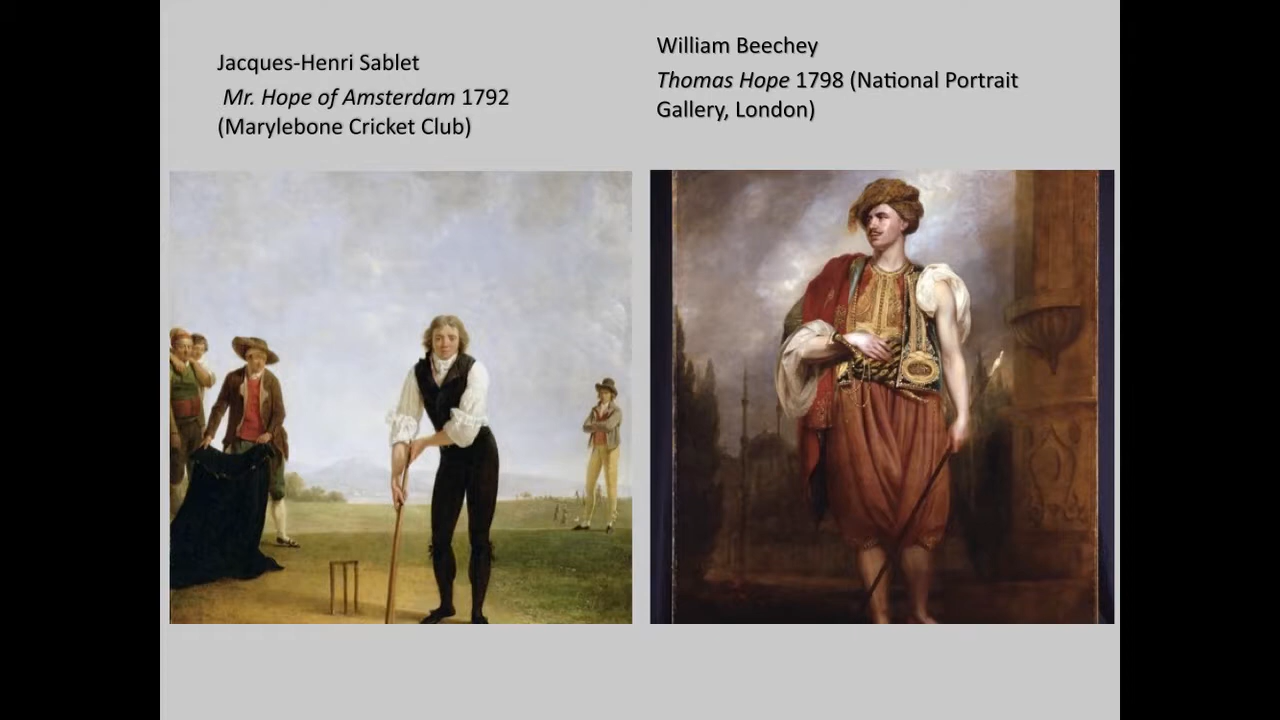 Jacques-Henri Sablet
Mr. Hope of Amsterdam 1792
(Marylebone Cricket Club)
William Beechey
Thomas Hope 1798 (National Portrait
Gallery, London)